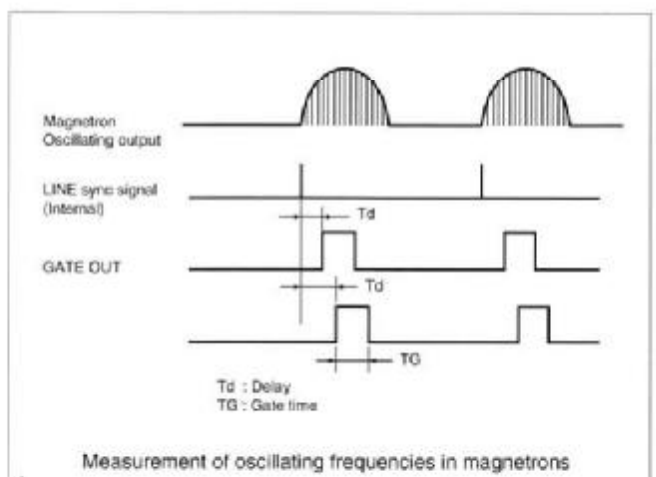 Magnetron
Oscillating output
LINE sync signal
(Internal)
Td
GATE OUT
Td
TG
Td : Delay
TG : Gate time
Measurement of oscillating frequencies in magnetrons